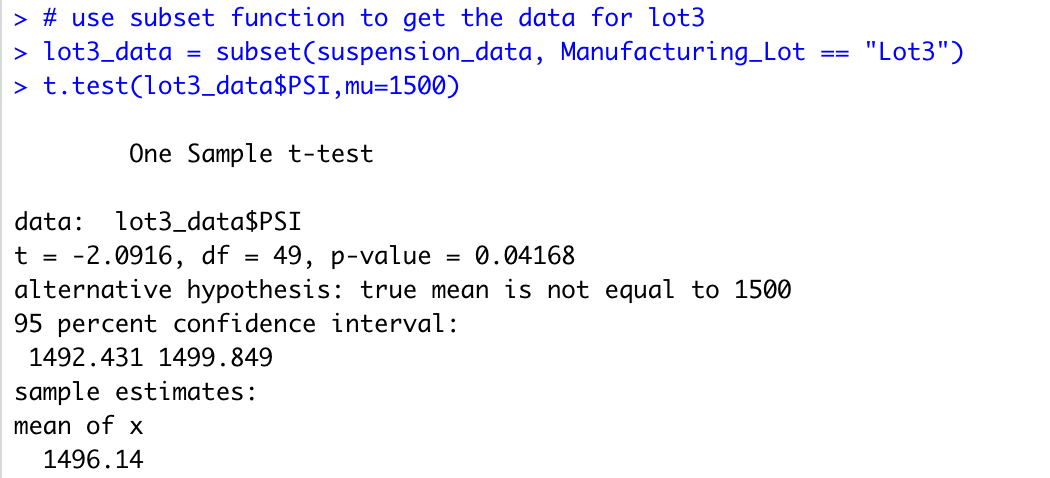 > # use subset function to get the data for lot3
> lot3_data = subset(suspension_data, Manufacturing_Lot == "Lot3")
> t.test(lot3_data$PSI,mu=1500)
One Sample t-test
data:  lot3_data$PSI
t = -2.0916, df = 49, p-value = 0.04168
alternative hypothesis: true mean is not equal to 1500
95 percent confidence interval:
1492.431 1499.849
sample estimates:
mean of x
1496.14